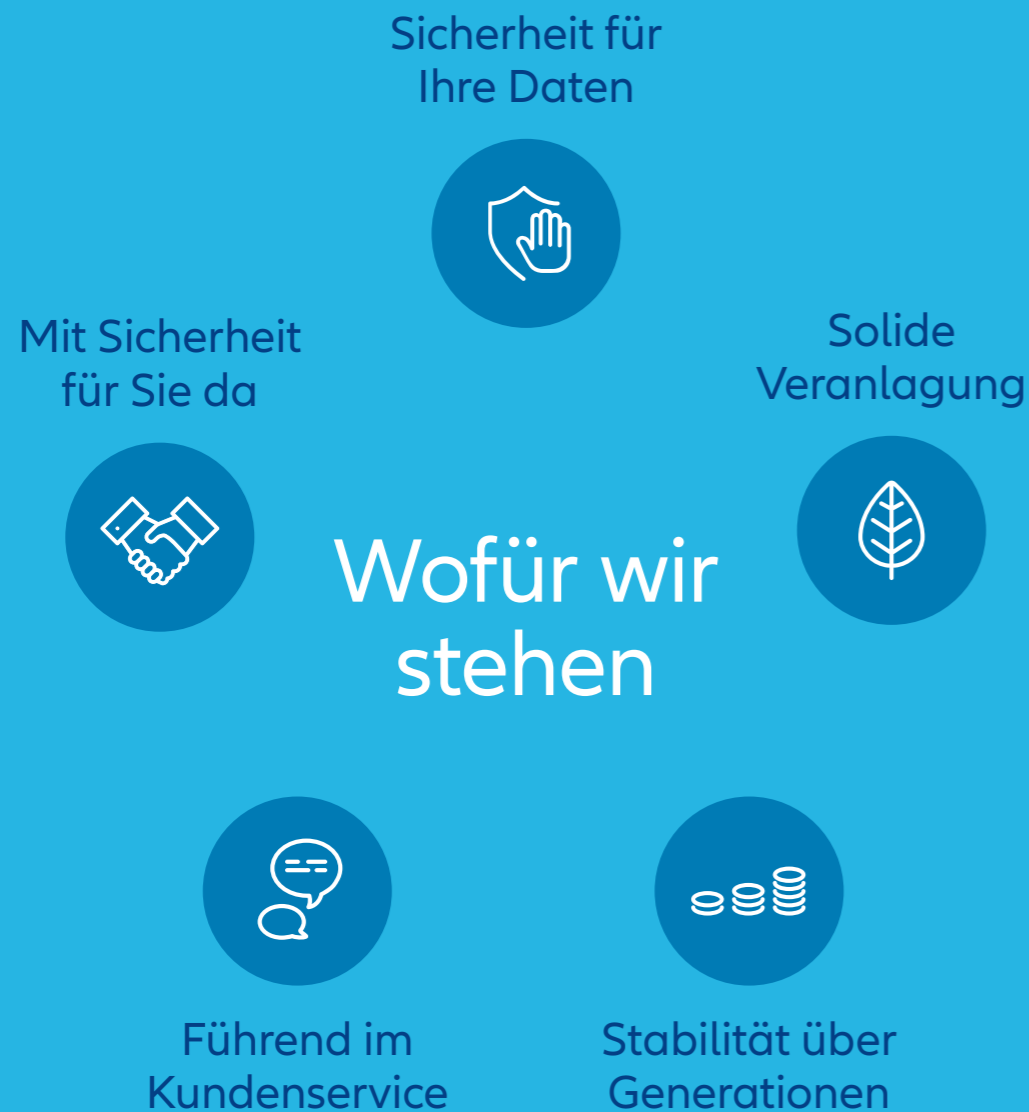 Sicherheit für
Ihre Daten
Mit Sicherheit
für Sie da
Solide
Veranlagung
Wofür wir
stehen
Führend im
Kundenservice
Stabilität über
Generationen